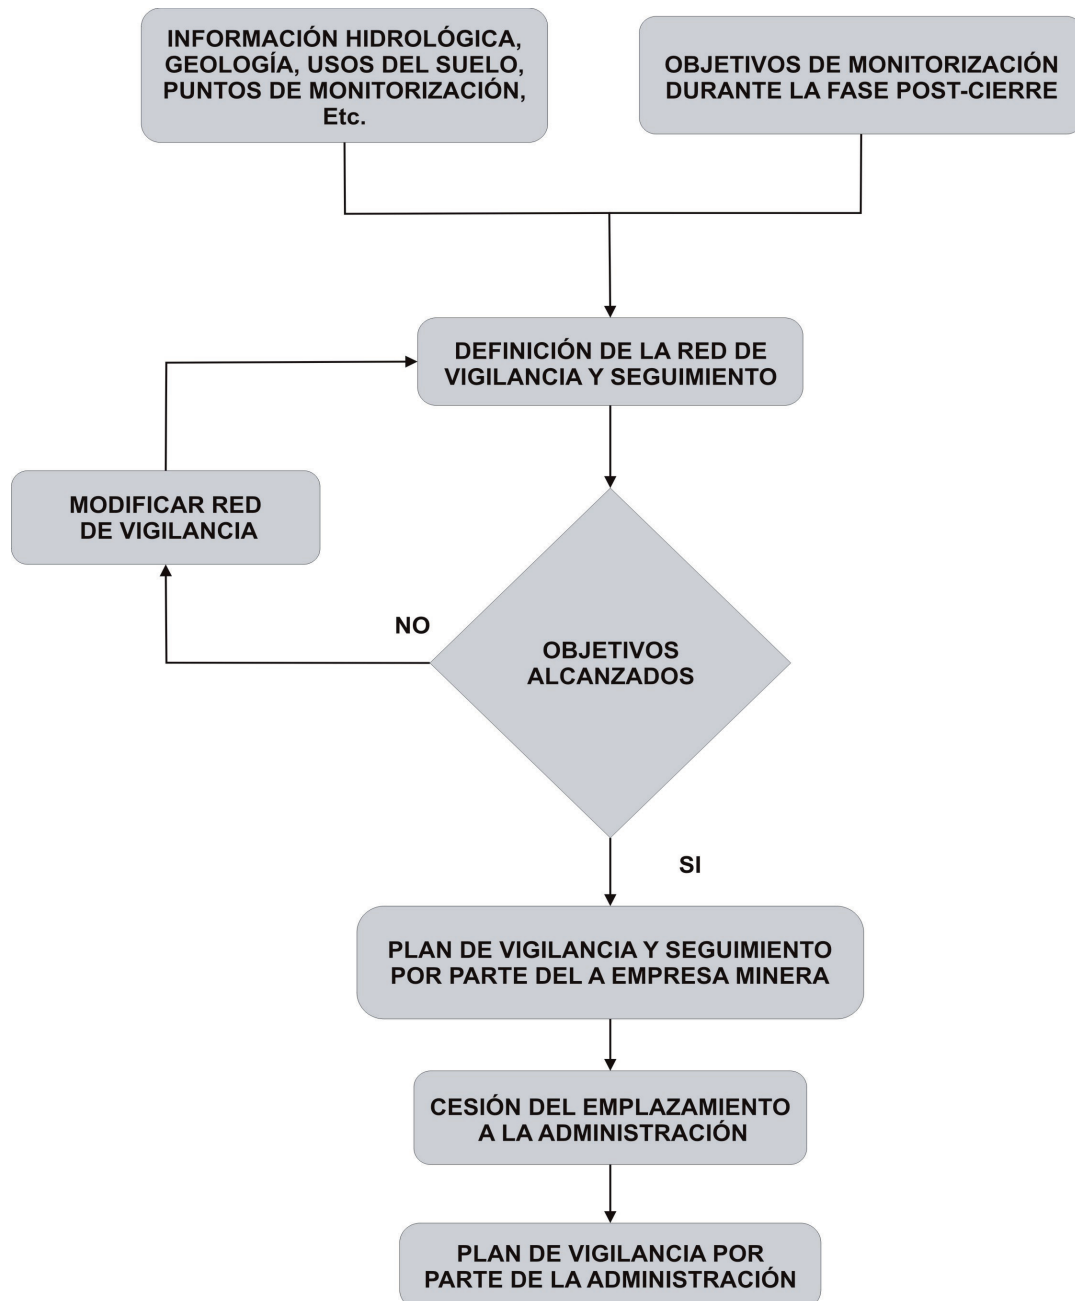 INFORMACIÓN HIDROLÓGICA,
GEOLOGÍA, USOS DEL SUELO,
PUNTOS DE MONITORIZACIÓN,
Etc.
OBJETIVOS DE MONITORIZACIÓN
DURANTE LA FASE POST-CIERRE
DEFINICIÓN DE LA RED DE
VIGILANCIA Y SEGUIMIENTO
MODIFICAR RED
DE VIGILANCIA
NO
OBJETIVOS
ALCANZADOS
SI
PLAN DE VIGILANCIA Y SEGUIMIENTO
POR PARTE DEL A EMPRESA MINERA
CESIÓN DEL EMPLAZAMIENTO
A LA ADMINISTRACIÓN
PLAN DE VIGILANCIA POR
PARTE DE LA ADMINISTRACIÓN